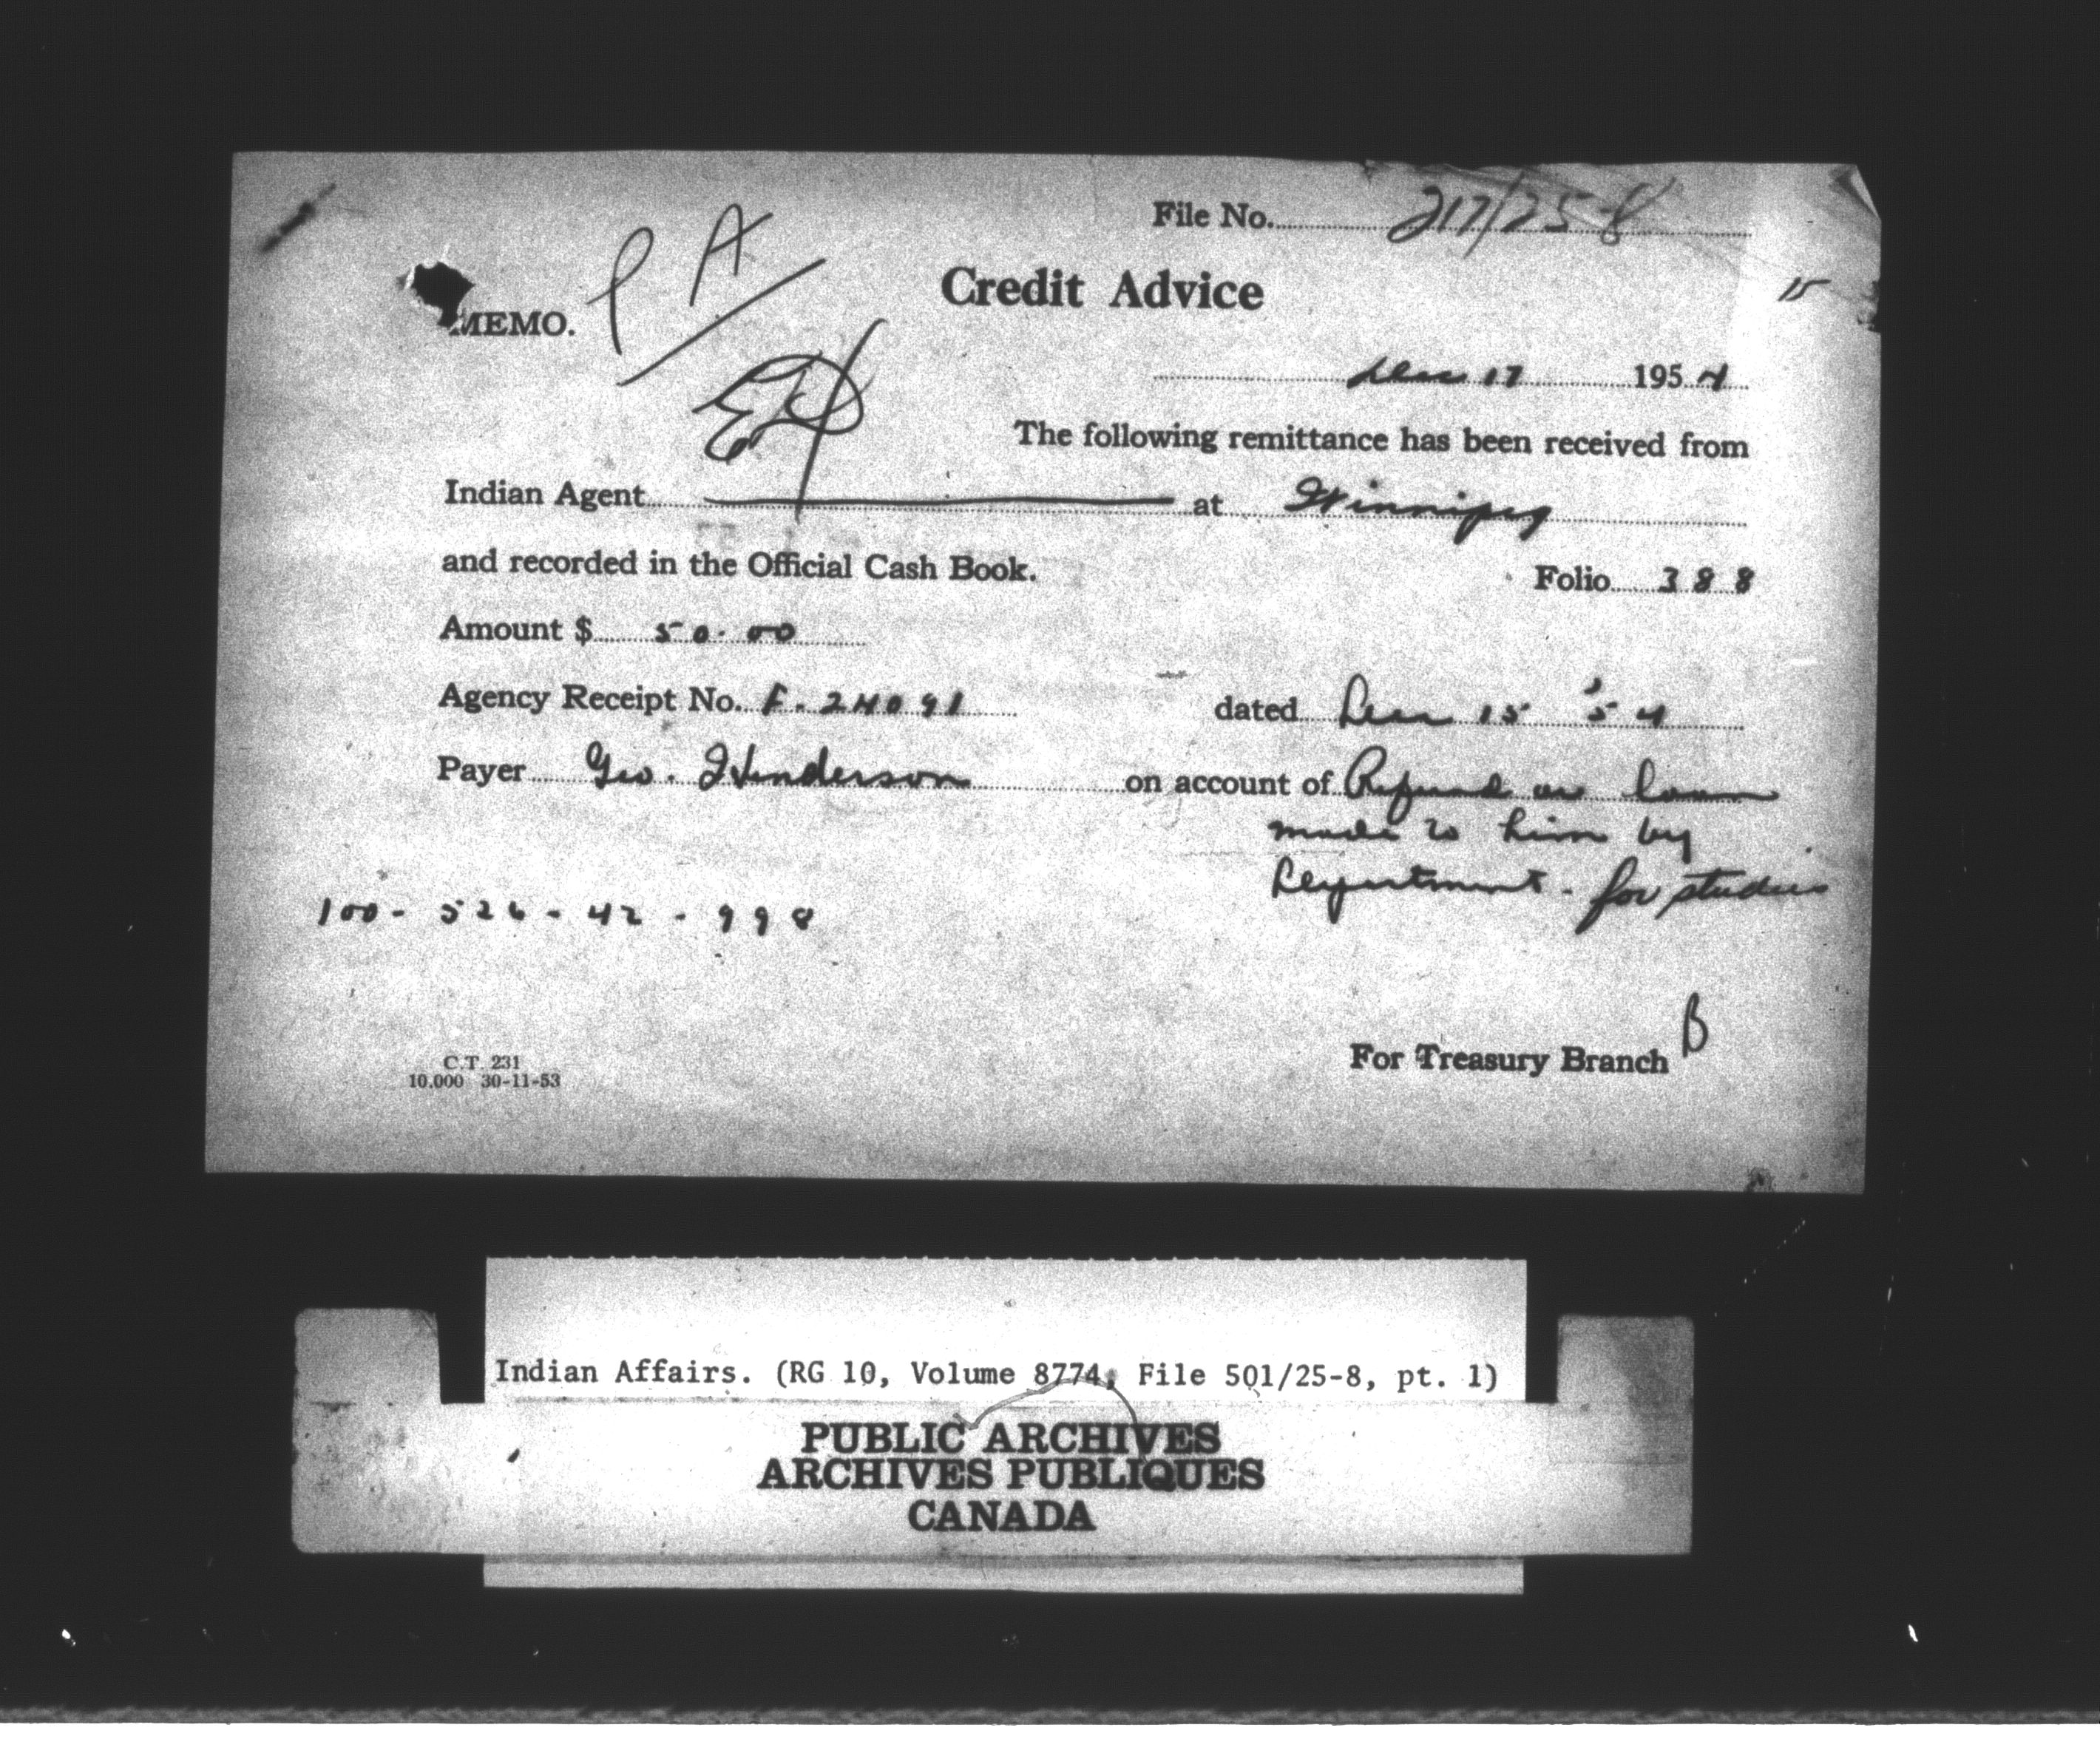 File No. 217/25-8
P A
15
Credit Advice
MEMO.
Dec 17 1954
The following remittance has been received from
Indian Agent at Winnipeg
and recorded in the Official Cash Book.
Folio 388
Amount $ 50.00
Agency Receipt No. F. 24091 dated Dec 15 '54
Payer Geo. Henderson on account of Refund on loan
made to him by
Department - for studies
100 - 526 - 42 - 998
C.T. 231
10,000 30-11-53
For Treasury Branch B
Indian Affairs. (RG 10, Volume 8774, File 501/25-8, pt. 1)
PUBLIC ARCHIVES
ARCHIVES PUBLIQUES
CANADA